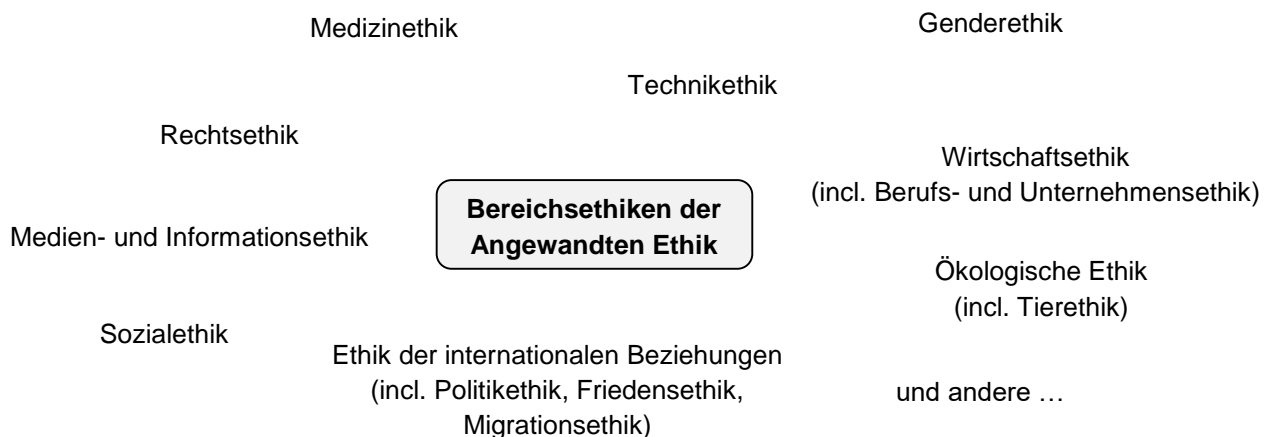 Medizinethik
Genderethik
Technikethik
Rechtsethik
Wirtschaftsethik
(incl. Berufs- und Unternehmensethik)
Bereichsethiken der
Angewandten Ethik
Medien- und Informationsethik
Ökologische Ethik
(incl. Tierethik)
Sozialethik
Ethik der internationalen Beziehungen
(incl. Politikethik, Friedensethik,
Migrationsethik)
und andere …